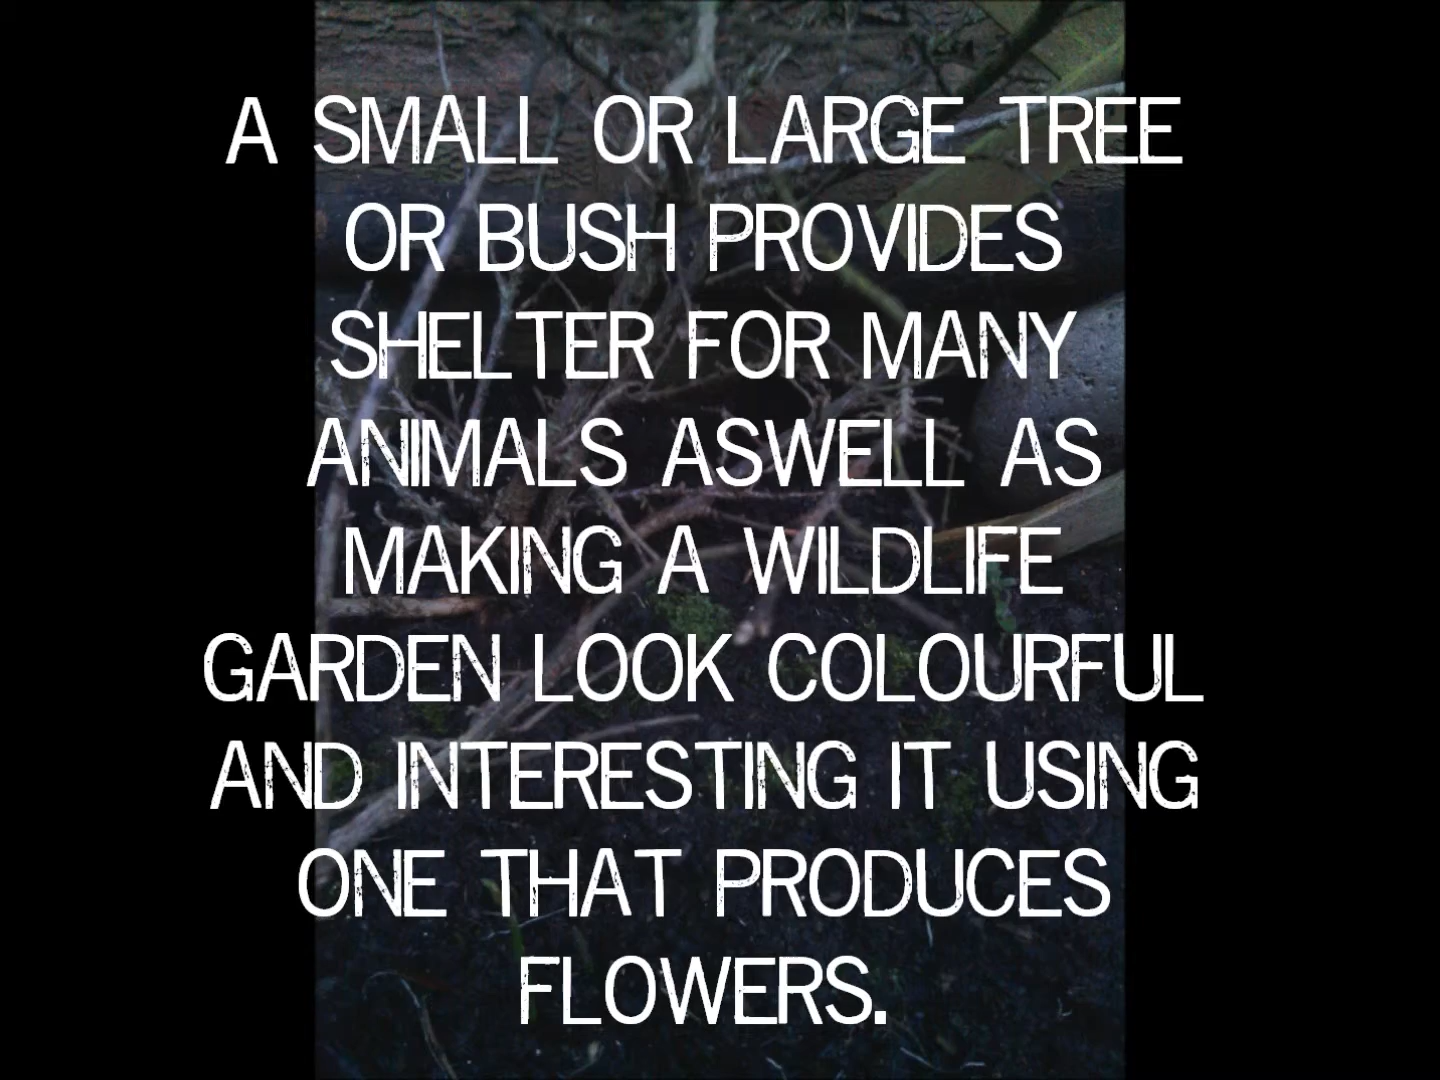 A SMALL OR LARGE TREE
OR BUSH PROVIDES
SHELTER FOR MANY
ANIMALS ASWELL AS
MAKING A WILDLIFE
GARDEN LOOK COLOURFUL
AND INTERESTING IT USING
ONE THAT PRODUCES
FLOWERS.